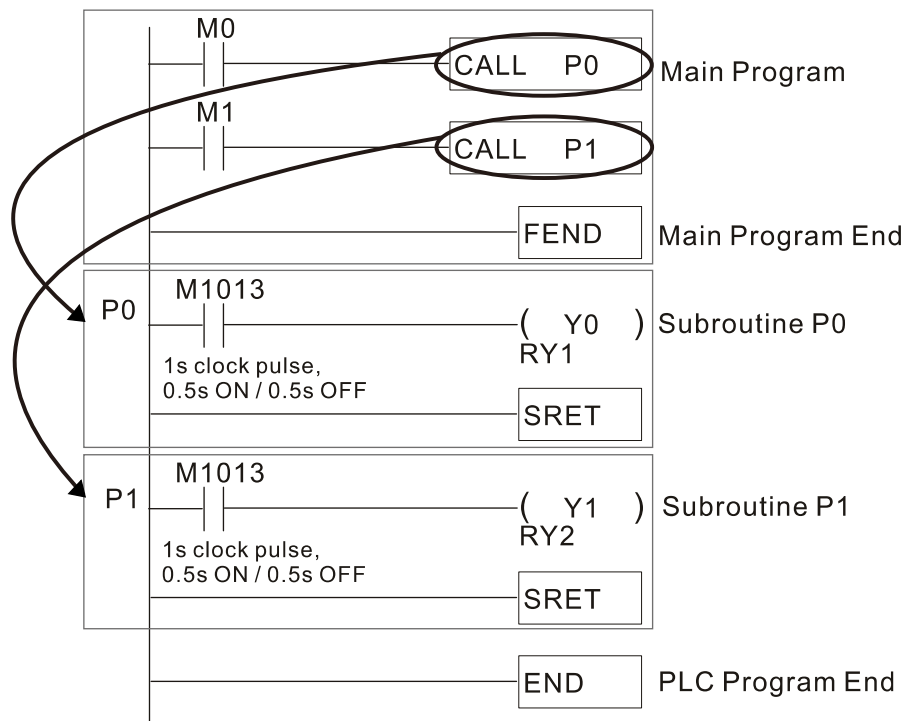 M0
CALL P0
Main Program
M1
CALL P1
FEND
Main Program End
M1013
P0
( Y0 )
Subroutine P0
RY1
1s clock pulse,
0.5s ON / 0.5s OFF
SRET
M1013
P1
( Y1 )
Subroutine P1
RY2
1s clock pulse,
0.5s ON / 0.5s OFF
SRET
END
PLC Program End